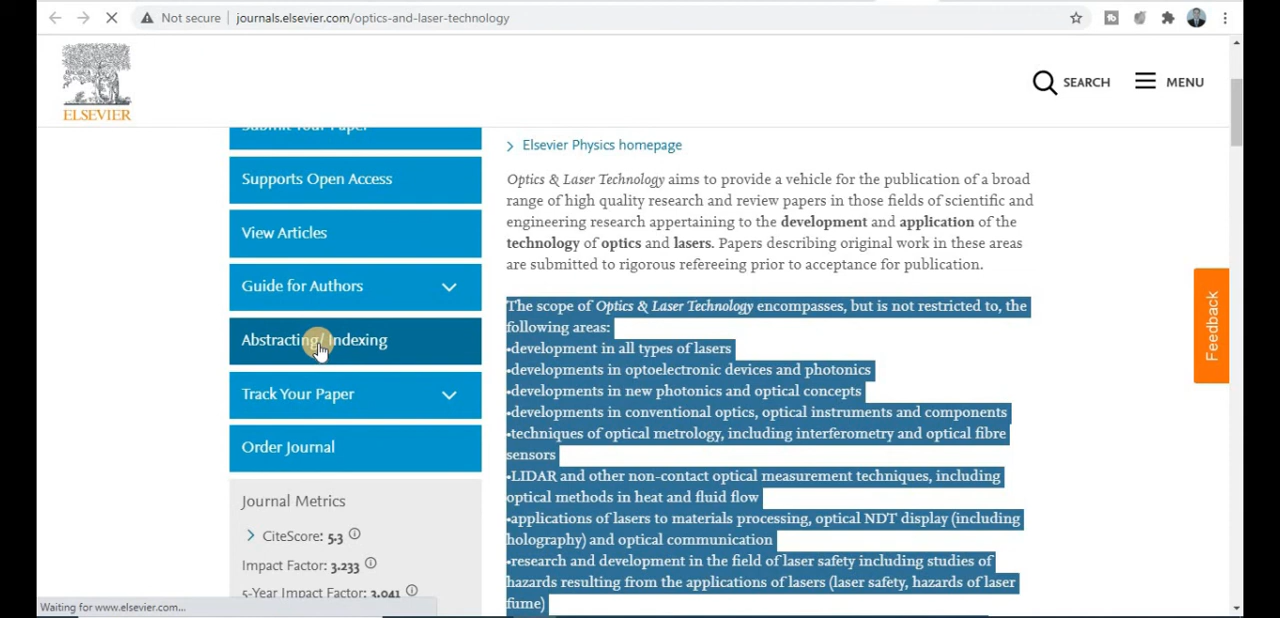 Not secure | journals.elsevier.com/optics-and-laser-technology
ELSEVIER
SEARCH
MENU
Submit Your Paper
Supports Open Access
View Articles
Guide for Authors
Abstracting/ Indexing
Track Your Paper
Order Journal
Journal Metrics
CiteScore: 5.3
Impact Factor: 3.233
5-Year Impact Factor: 3.041
Waiting for www.elsevier.com...
Elsevier Physics homepage
Optics & Laser Technology aims to provide a vehicle for the publication of a broad
range of high quality research and review papers in those fields of scientific and
engineering research appertaining to the development and application of the
technology of optics and lasers. Papers describing original work in these areas
are submitted to rigorous refereeing prior to acceptance for publication.
The scope of Optics & Laser Technology encompasses, but is not restricted to, the
following areas:
•development in all types of lasers
•developments in optoelectronic devices and photonics
•developments in new photonics and optical concepts
•developments in conventional optics, optical instruments and components
•techniques of optical metrology, including interferometry and optical fibre
sensors
•LIDAR and other non-contact optical measurement techniques, including
optical methods in heat and fluid flow
•applications of lasers to materials processing, optical NDT display (including
holography) and optical communication
•research and development in the field of laser safety including studies of
hazards resulting from the applications of lasers (laser safety, hazards of laser
fume)
Feedback